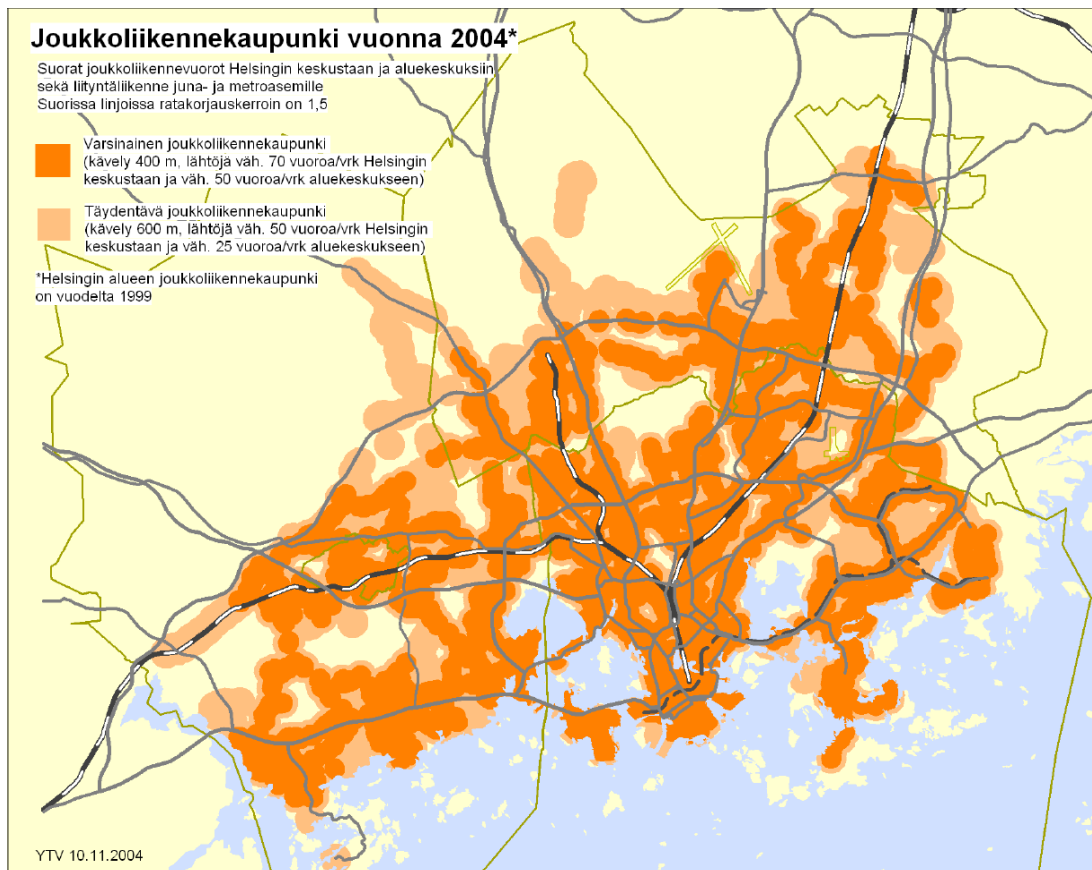 Joukkoliikennekaupunki vuonna 2004*
Suorat joukkoliikennevuorot Helsingin keskustaan ja aluekeskuksiin
sekä liityntäliikenne juna- ja metroasemille
Suorissa linjoissa ratakorjauskerroin on 1,5
Varsinainen joukkoliikennekaupunki
(kävely 400 m, lähtöjä väh. 70 vuoroa/vrk Helsingin
keskustaan ja väh. 50 vuoroa/vrk aluekeskukseen)
Täydentävä joukkoliikennekaupunki
(kävely 600 m, lähtöjä väh. 50 vuoroa/vrk Helsingin
keskustaan ja väh. 25 vuoroa/vrk aluekeskukseen)
*Helsingin alueen joukkoliikennekaupunki
on vuodelta 1999
YTV 10.11.2004